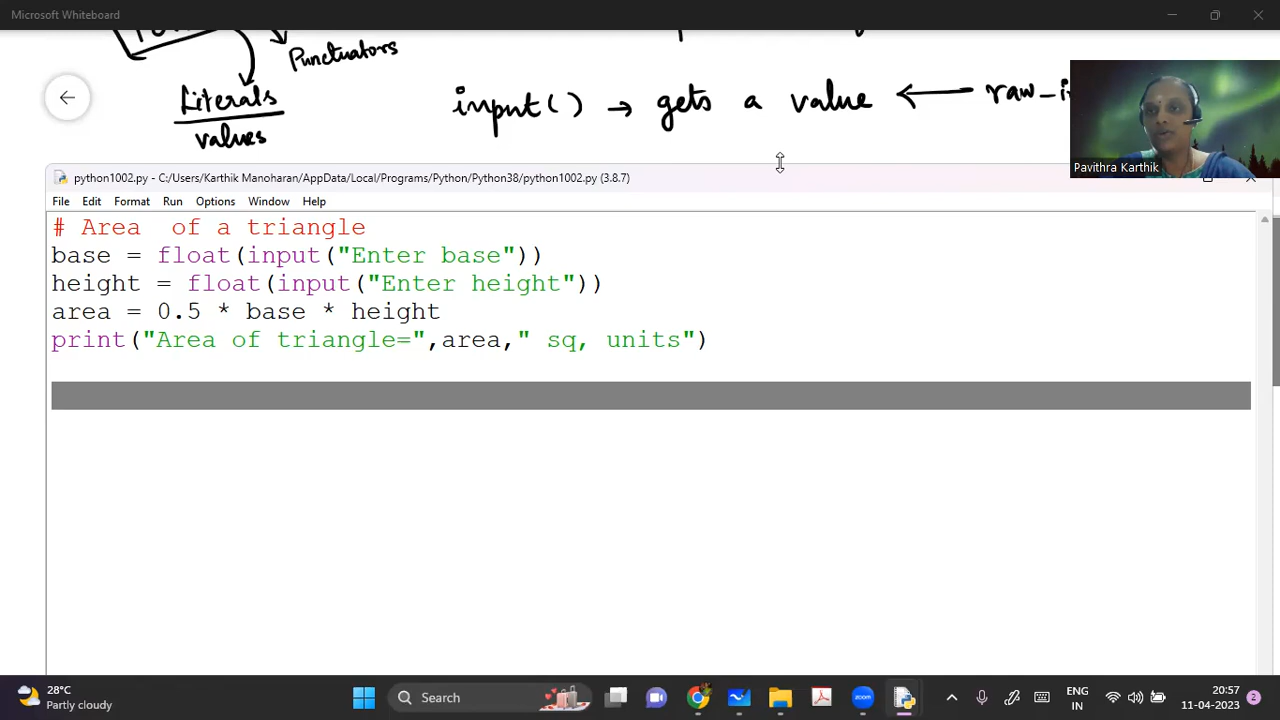 Microsoft Whiteboard
Punctuators
Literals
values
input() → gets a value ←
Pavithra Karthik
python1002.py - C:/Users/Karthik Manoharan/AppData/Local/Programs/Python/Python38/python1002.py (3.8.7)
File Edit Format Run Options Window Help
# Area  of a triangle
base = float(input("Enter base"))
height = float(input("Enter height"))
area = 0.5 * base * height
print("Area of triangle=",area," sq, units")
28°C
Partly cloudy
Search
ENG
IN
20:57
11-04-2023
2